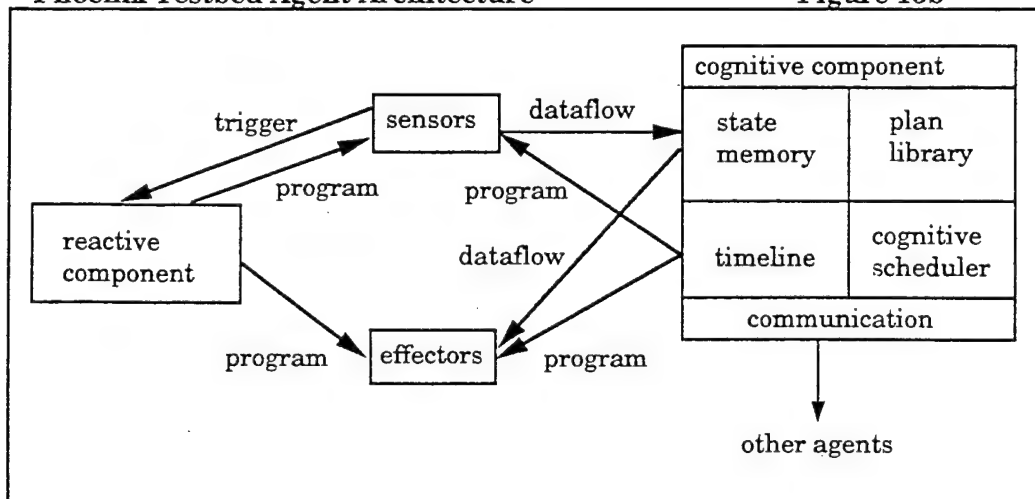 Phoenix Testbed Agent Architecture Figure 10b
cognitive component
sensors
dataflow
trigger
state
memory
plan
library
program
program
reactive
component
dataflow
timeline
cognitive
scheduler
communication
program
effectors
program
other agents